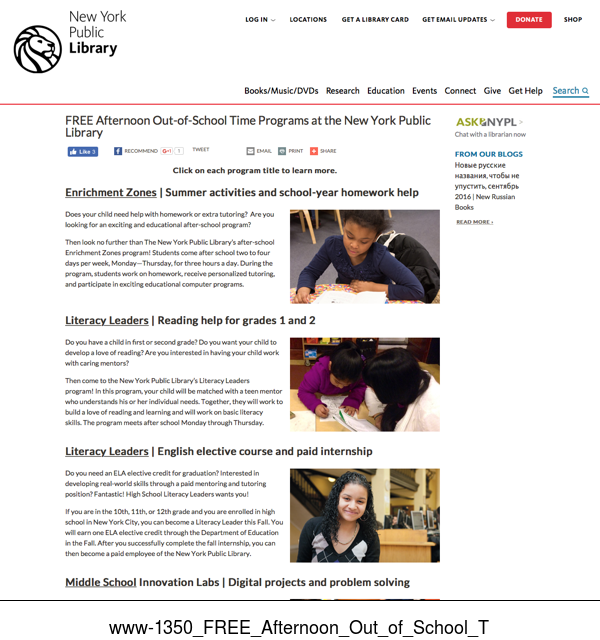 New York
Public
Library
LOG IN
LOCATIONS
GET A LIBRARY CARD
GET EMAIL UPDATES
DONATE
SHOP
Books/Music/DVDs Research Education Events Connect Give Get Help Search
FREE Afternoon Out-of-School Time Programs at the New York Public
Library
Like 3
RECOMMEND
G+1
1
TWEET
EMAIL
PRINT
SHARE
Click on each program title to learn more.
Enrichment Zones | Summer activities and school-year homework help
Does your child need help with homework or extra tutoring? Are you
looking for an exciting and educational after-school program?
Then look no further than The New York Public Library's after-school
Enrichment Zones program! Students come after school two to four
days per week, Monday—Thursday, for three hours a day. During the
program, students work on homework, receive personalized tutoring,
and participate in exciting educational computer programs.
Literacy Leaders | Reading help for grades 1 and 2
Do you have a child in first or second grade? Do you want your child to
develop a love of reading? Are you interested in having your child work
with caring mentors?
Then come to the New York Public Library's Literacy Leaders
program! In this program, your child will be matched with a teen mentor
who understands his or her individual needs. Together, they will work to
build a love of reading and learning and will work on basic literacy
skills. The program meets after school Monday through Thursday.
Literacy Leaders | English elective course and paid internship
Do you need an ELA elective credit for graduation? Interested in
developing real-world skills through a paid mentoring and tutoring
position? Fantastic! High School Literacy Leaders wants you!
If you are in the 10th, 11th, or 12th grade and you are enrolled in high
school in New York City, you can become a Literacy Leader this Fall. You
will earn one ELA elective credit through the Department of Education
in the Fall. After you successfully complete the fall internship, you can
then become a paid employee of the New York Public Library.
Middle School Innovation Labs | Digital projects and problem solving
ASK NYPL >
Chat with a librarian now
FROM OUR BLOGS
Новые русские
названия, чтобы не
упустить, сентябрь
2016 | New Russian
Books
READ MORE ›
www-1350_FREE_Afternoon_Out_of_School_T